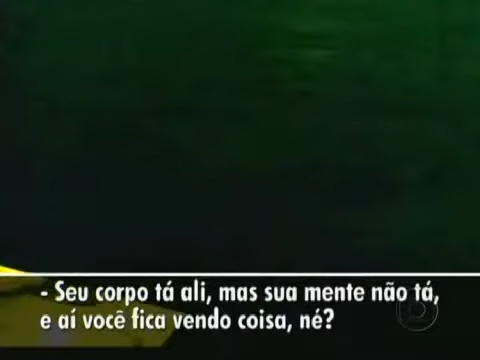 - Seu corpo tá ali, mas sua mente não tá,
e aí você fica vendo coisa, né?